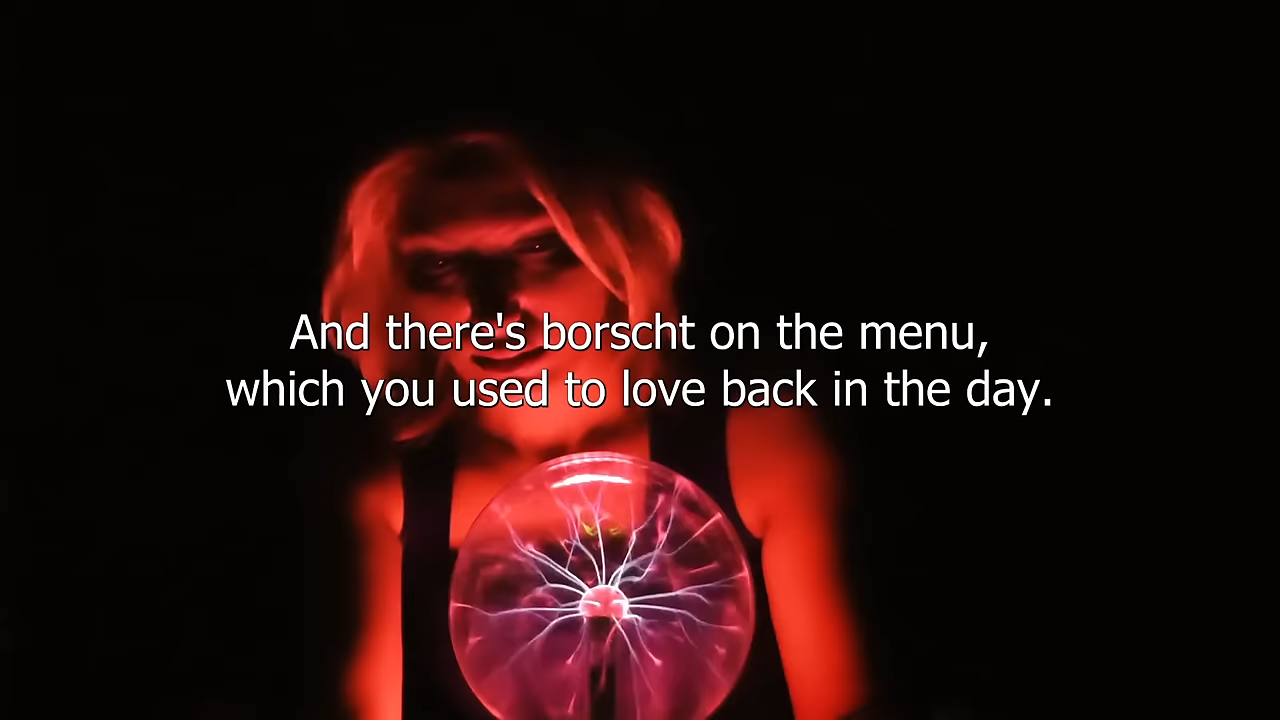 And there's borscht on the menu,
which you used to love back in the day.